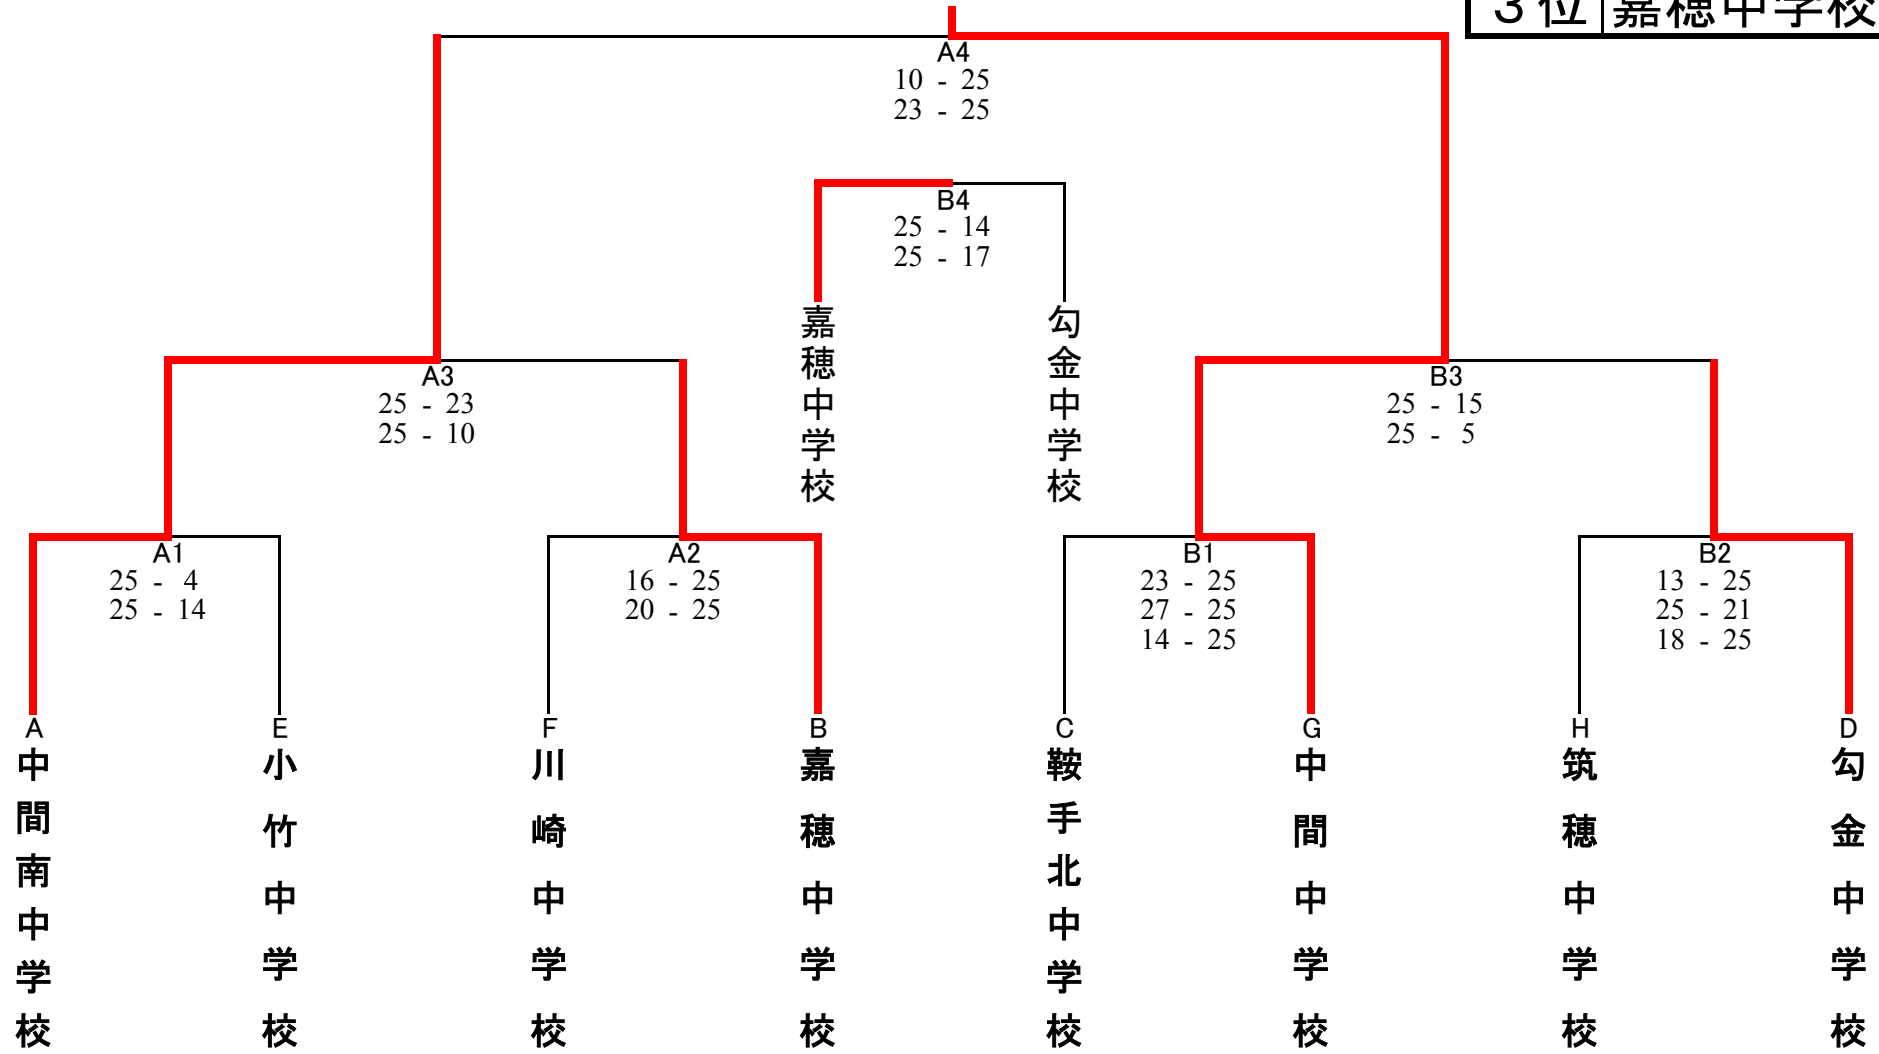 3位 嘉穂中学校
A4
10 - 25
23 - 25
B4
25 - 14
25 - 17
嘉穂中学校
勾金中学校
A3
25 - 23
25 - 10
B3
25 - 15
25 - 5
A1
25 - 4
25 - 14
A2
16 - 25
20 - 25
B1
23 - 25
27 - 25
14 - 25
B2
13 - 25
25 - 21
18 - 25
A
中間南中学校
E
小竹中学校
F
川崎中学校
B
嘉穂中学校
C
鞍手北中学校
G
中間中学校
H
筑穂中学校
D
勾金中学校